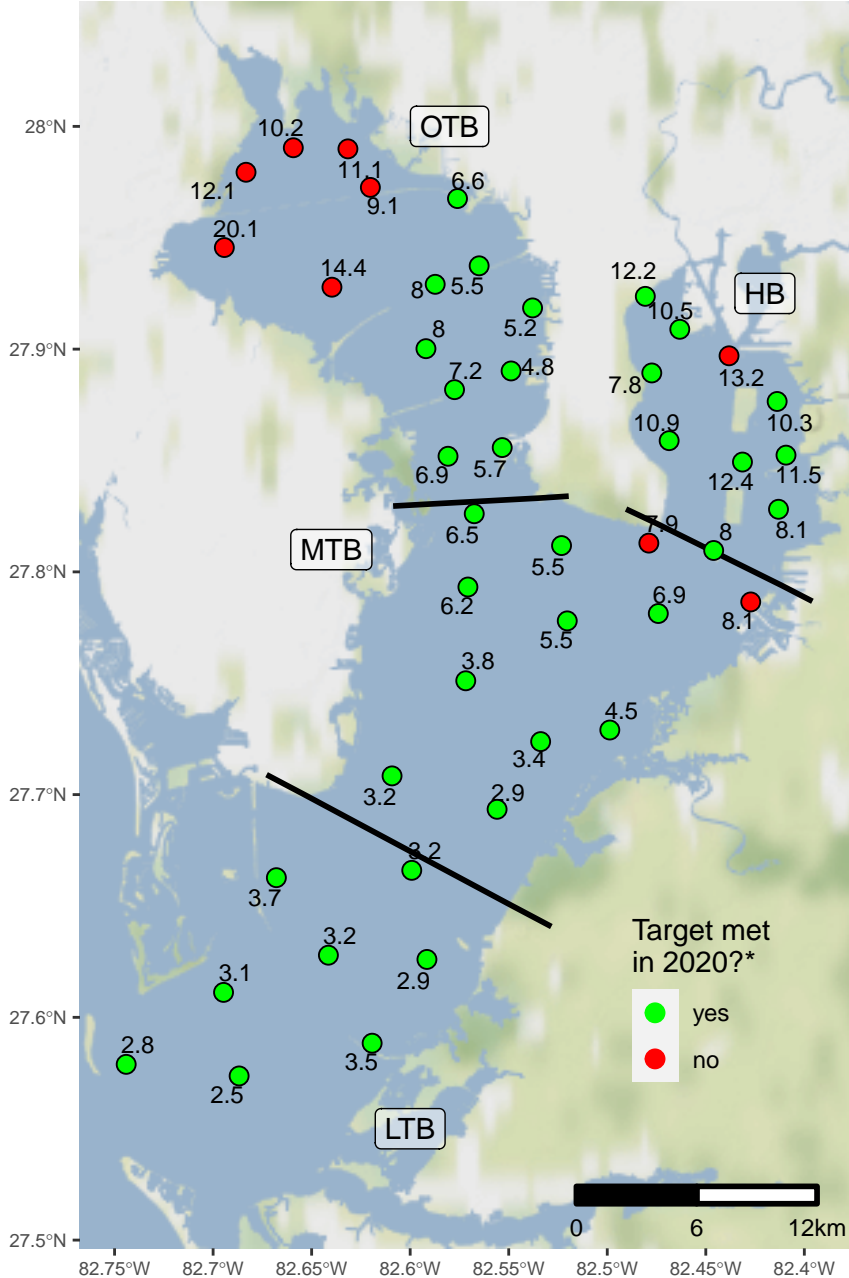 28°N
10.2
OTB
12.1
11.1
9.1
6.6
20.1
14.4
8
5.5
12.2
HB
5.2
10.5
27.9°N
8
13.2
7.2
4.8
7.8
10.3
10.9
6.9
5.7
12.4
11.5
6.5
7.9
8
8.1
MTB
5.5
27.8°N
6.2
5.5
6.9
8.1
3.8
4.5
3.4
27.7°N
3.2
2.9
3.2
3.7
3.2
2.9
Target met
in 2020?*
yes
no
3.1
27.6°N
2.8
2.5
3.5
LTB
0 6 12km
27.5°N
82.75°W 82.7°W 82.65°W 82.6°W 82.55°W 82.5°W 82.45°W 82.4°W